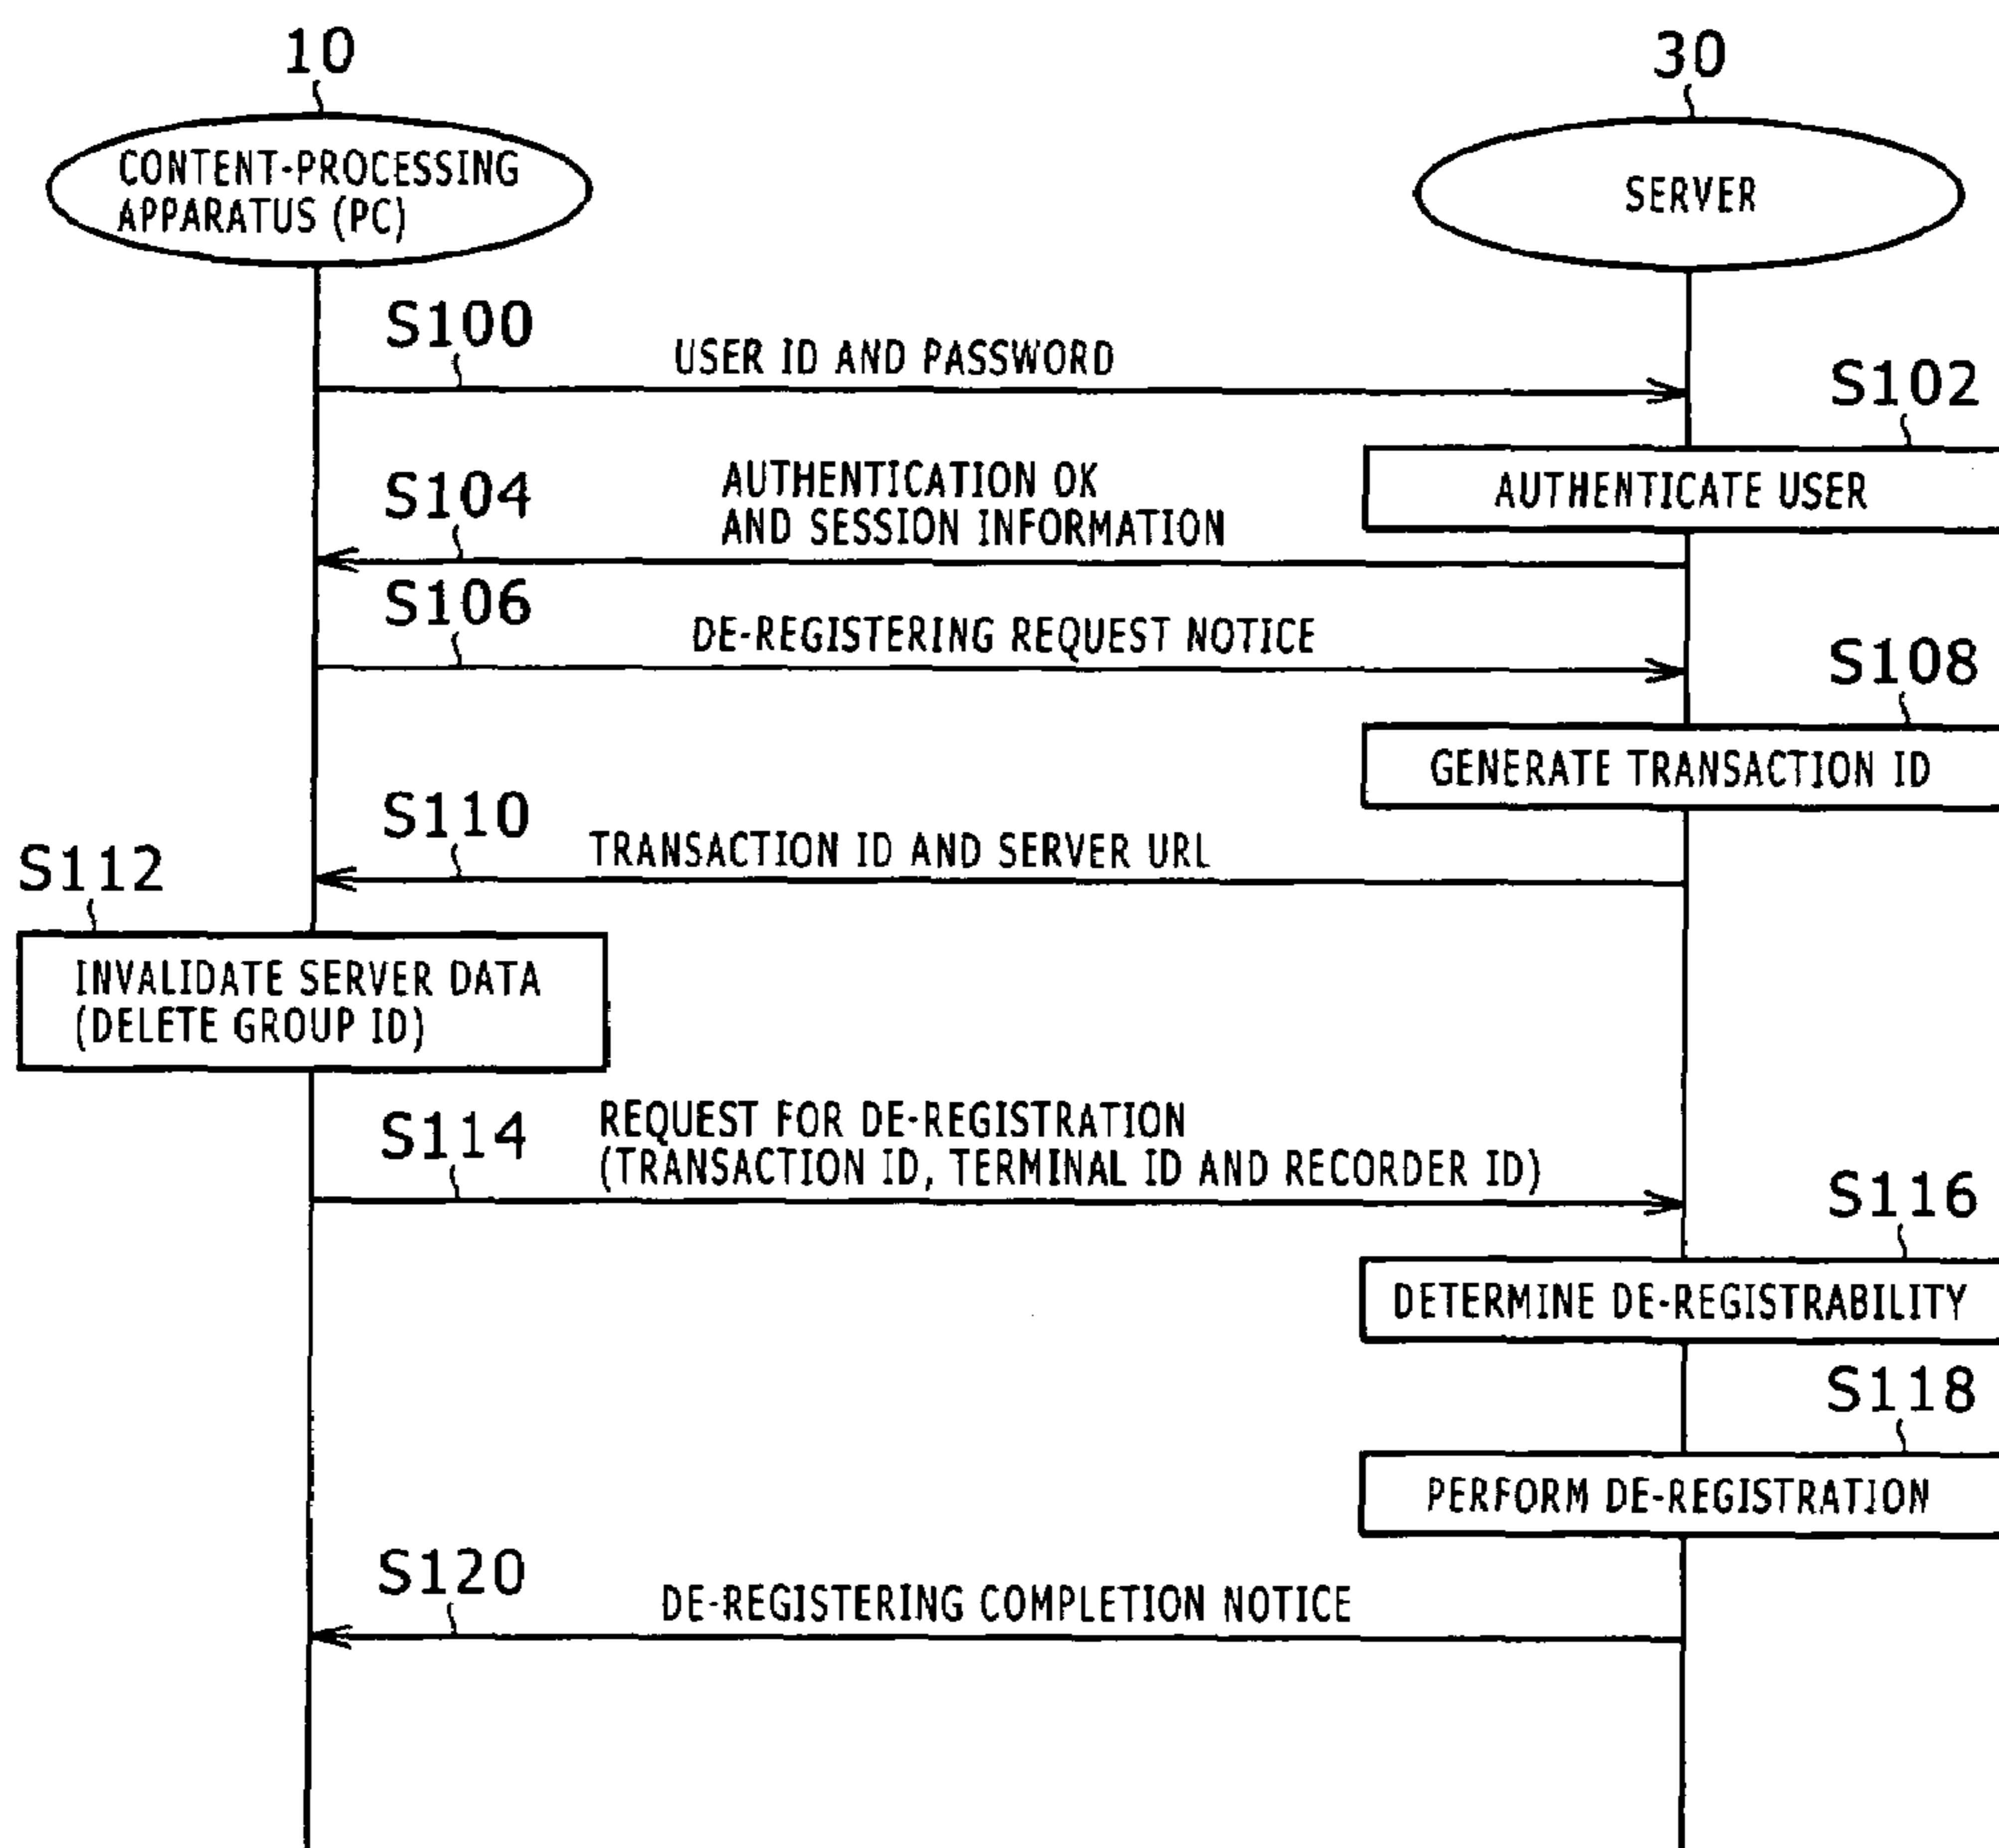 10
30
CONTENT-PROCESSING
APPARATUS (PC)
SERVER
S100
USER ID AND PASSWORD
S102
AUTHENTICATE USER
S104
AUTHENTICATION OK
AND SESSION INFORMATION
S106
DE-REGISTERING REQUEST NOTICE
S108
GENERATE TRANSACTION ID
S110
TRANSACTION ID AND SERVER URL
S112
INVALIDATE SERVER DATA
(DELETE GROUP ID)
S114
REQUEST FOR DE-REGISTRATION
(TRANSACTION ID, TERMINAL ID AND RECORDER ID)
S116
DETERMINE DE-REGISTRABILITY
S118
PERFORM DE-REGISTRATION
S120
DE-REGISTERING COMPLETION NOTICE